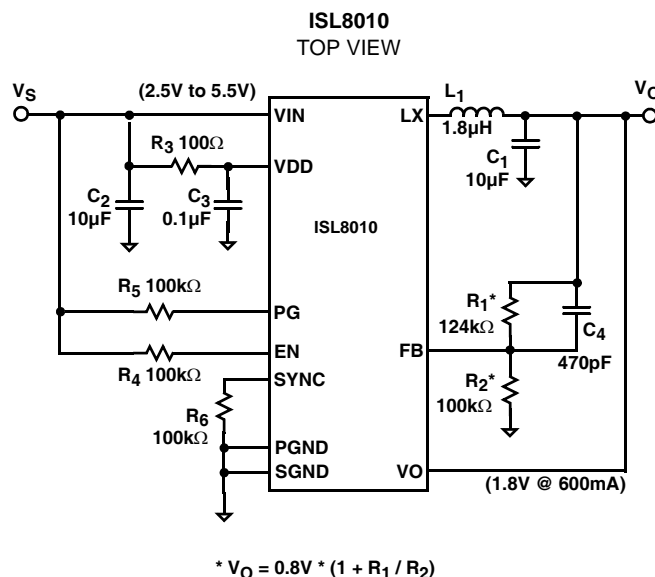 ISL8010
TOP VIEW
VS (2.5V to 5.5V) L1 VO
VIN LX
1.8µH
R3 100Ω
VDD
C1
10µF
C2
10µF
C3
0.1µF
ISL8010
R5 100kΩ
PG
R1*
124kΩ
C4
470pF
EN
FB
R4 100kΩ
SYNC
R2*
100kΩ
R6
100kΩ
PGND
SGND
VO
(1.8V @ 600mA)
* VO = 0.8V * (1 + R1 / R2)